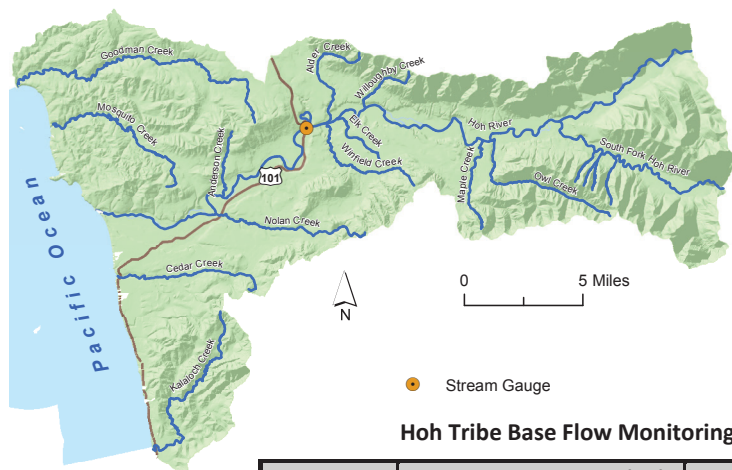 Goodman Creek
Alder Creek
Willoughby Creek
Mosquito Creek
Elk Creek
Hoh River
Winfield Creek
South Fork Hoh River
Anderson Creek
101
Maple Creek
Owl Creek
Pacific Ocean
Nolan Creek
Cedar Creek
0 5 Miles
N
Kalaloch Creek
Stream Gauge
Hoh Tribe Base Flow Monitoring